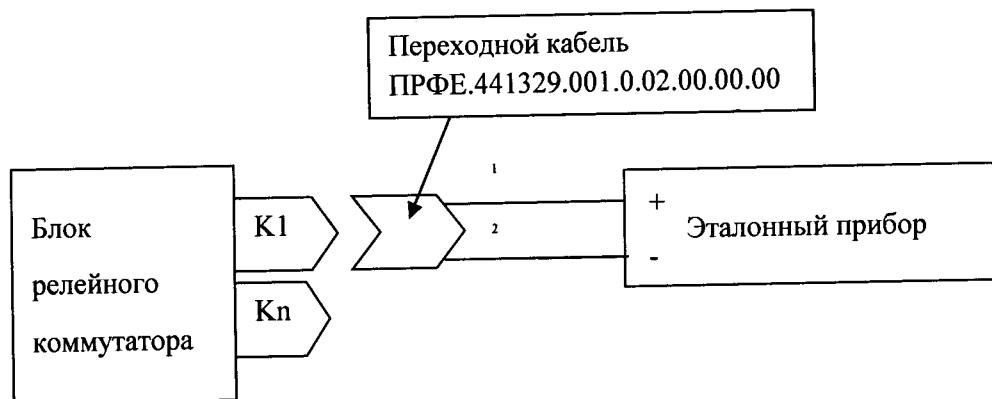 Переходной кабель
ПРФЕ.441329.001.0.02.00.00.00
Блок
релейного
коммутатора
K1
Kn
1
2
+
-
Эталонный прибор